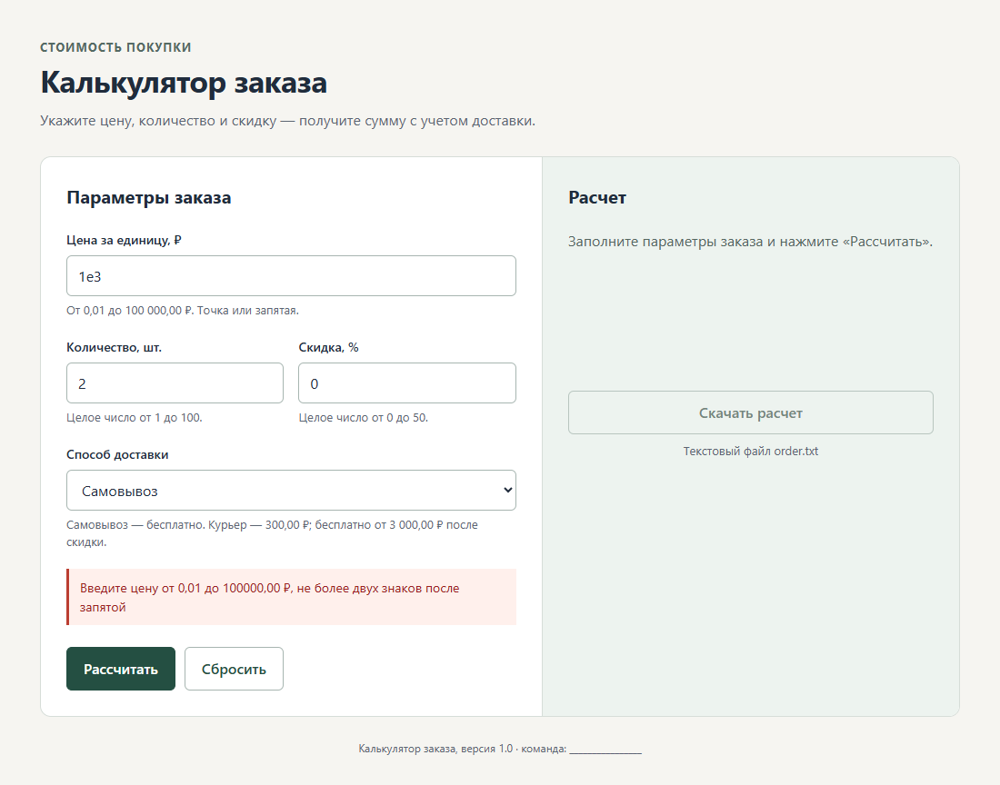 СТОИМОСТЬ ПОКУПКИ
Калькулятор заказа
Укажите цену, количество и скидку — получите сумму с учетом доставки.
Параметры заказа
Цена за единицу, ₽
1e3
От 0,01 до 100 000,00 ₽. Точка или запятая.
Количество, шт.
2
Целое число от 1 до 100.
Скидка, %
0
Целое число от 0 до 50.
Способ доставки
Самовывоз
Самовывоз — бесплатно. Курьер — 300,00 ₽; бесплатно от 3 000,00 ₽ после
скидки.
Введите цену от 0,01 до 100000,00 ₽, не более двух знаков после
запятой
Рассчитать
Сбросить
Расчет
Заполните параметры заказа и нажмите «Рассчитать».
Скачать расчет
Текстовый файл order.txt
Калькулятор заказа, версия 1.0 · команда: ______________